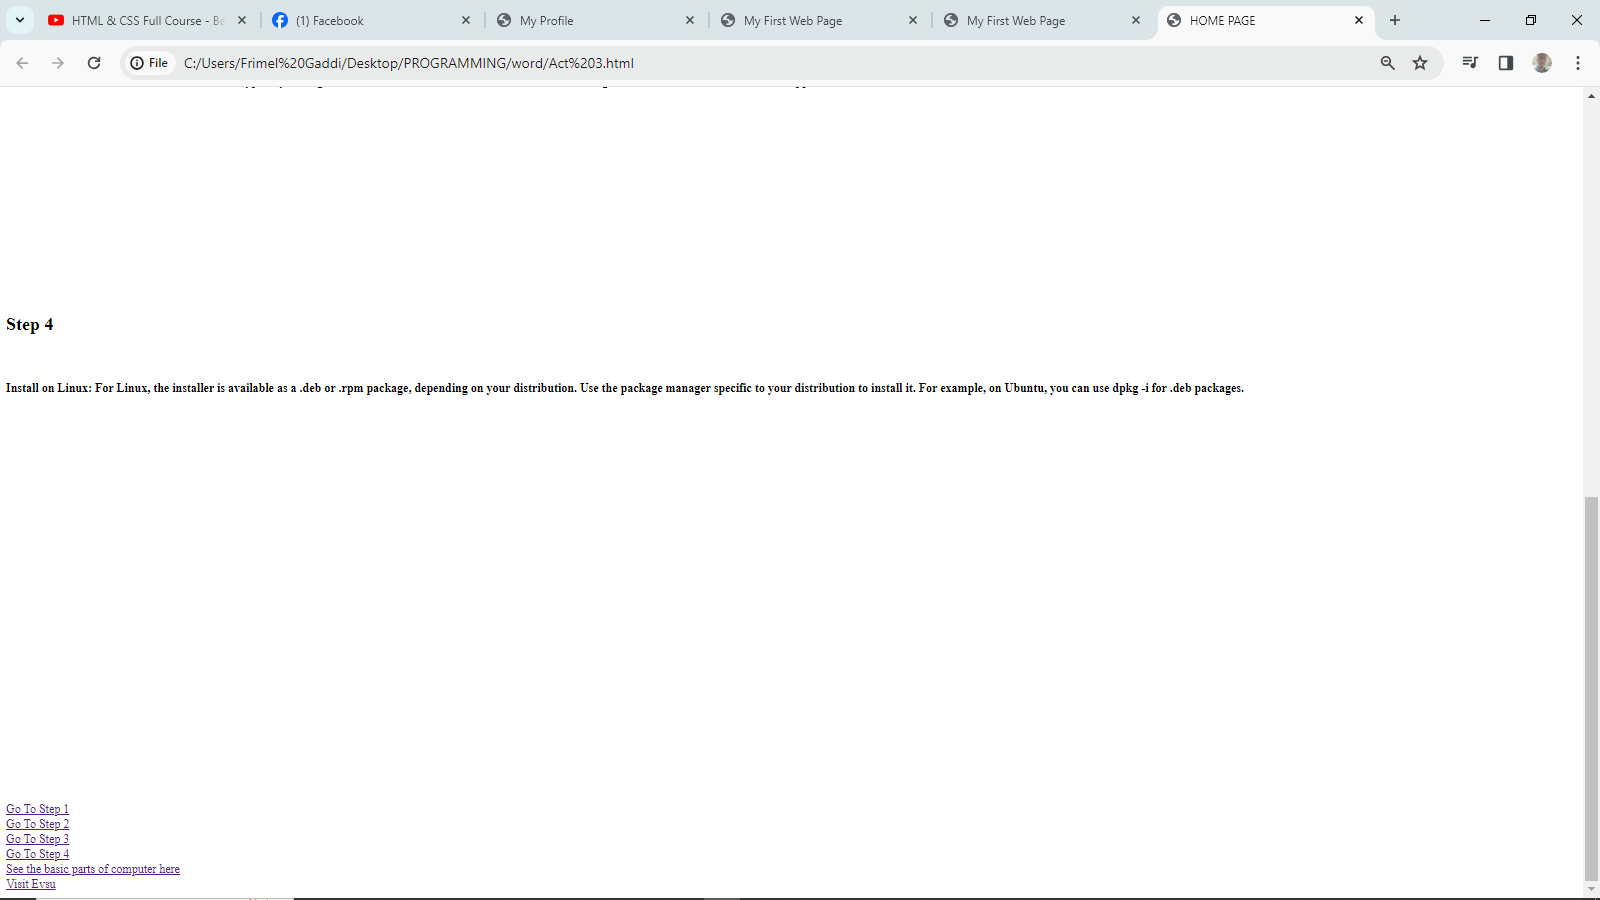 HTML & CSS Full Course - Be
(1) Facebook
My Profile
My First Web Page
My First Web Page
HOME PAGE
File
C:/Users/Frimel%20Gaddi/Desktop/PROGRAMMING/word/Act%203.html
Step 4
Install on Linux: For Linux, the installer is available as a .deb or .rpm package, depending on your distribution. Use the package manager specific to your distribution to install it. For example, on Ubuntu, you can use dpkg -i for .deb packages.
Go To Step 1
Go To Step 2
Go To Step 3
Go To Step 4
See the basic parts of computer here
Visit Evsu